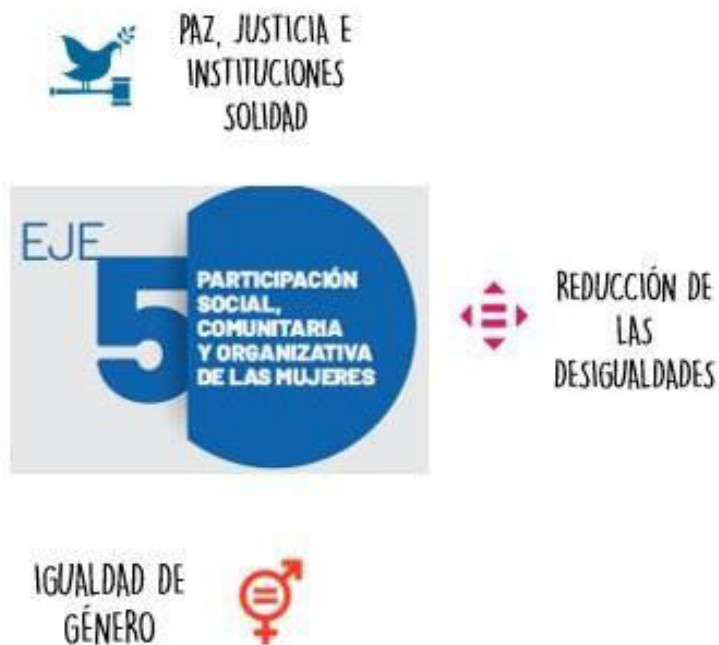 PAZ, JUSTICIA E
INSTITUCIONES
SOLIDAD
EJE
5
PARTICIPACIÓN
SOCIAL,
COMUNITARIA
Y ORGANIZATIVA
DE LAS MUJERES
REDUCCIÓN DE
LAS
DESIGUALDADES
IGUALDAD DE
GÉNERO